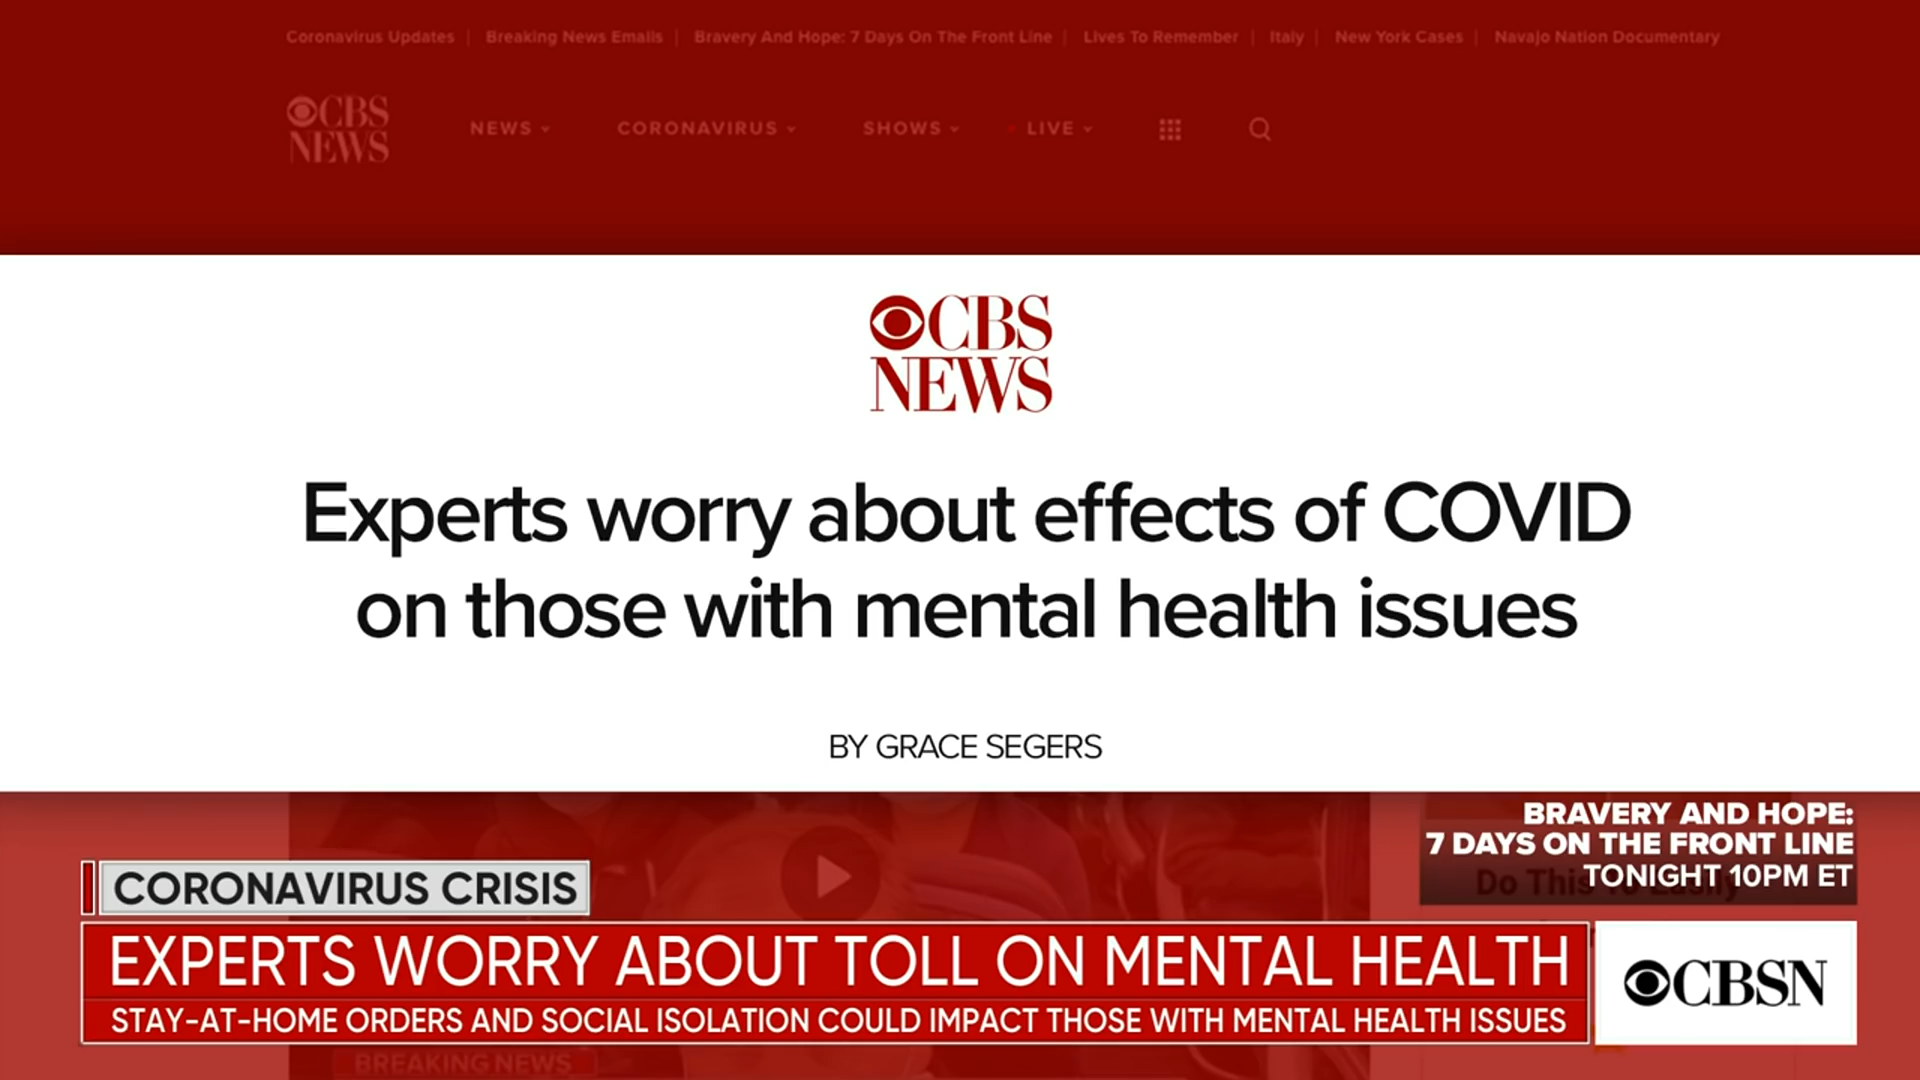 Coronavirus Updates | Breaking News Emails | Bravery And Hope: 7 Days On The Front Line | Lives To Remember | Italy | New York Cases | Navajo Nation Documentary
CBS
NEWS
NEWS CORONAVIRUS SHOWS LIVE
CBS
NEWS
Experts worry about effects of COVID
on those with mental health issues
BY GRACE SEGERS
BRAVERY AND HOPE:
7 DAYS ON THE FRONT LINE
TONIGHT 10PM ET
Do This To Easily
CORONAVIRUS CRISIS
EXPERTS WORRY ABOUT TOLL ON MENTAL HEALTH
STAY-AT-HOME ORDERS AND SOCIAL ISOLATION COULD IMPACT THOSE WITH MENTAL HEALTH ISSUES
CBSN
BREAKING NEWS